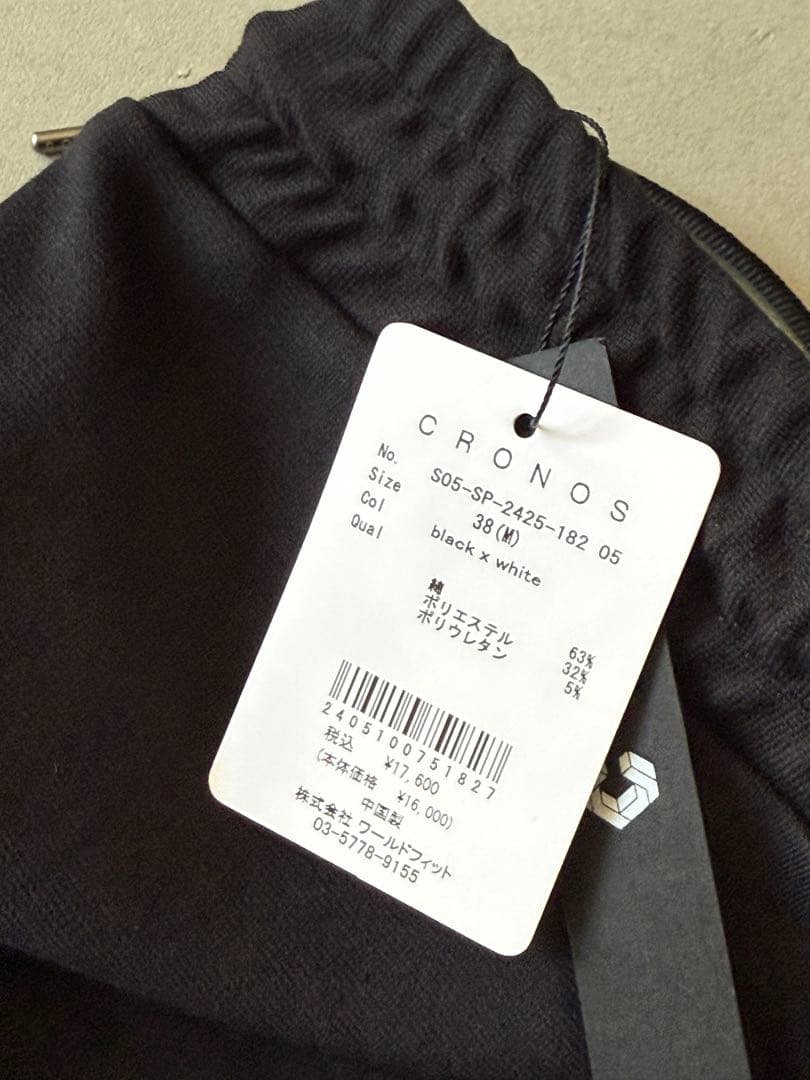 CRONOS
No. S05-SP-2425-182 05
Size 38(M)
Col black x white
Qual
綿 63%
ポリエステル 32%
ポリウレタン 5%
2405100751827
税込 ¥17,600
(本体価格 ¥16,000)
中国製
株式会社 ワールドフィット
03-5778-9155